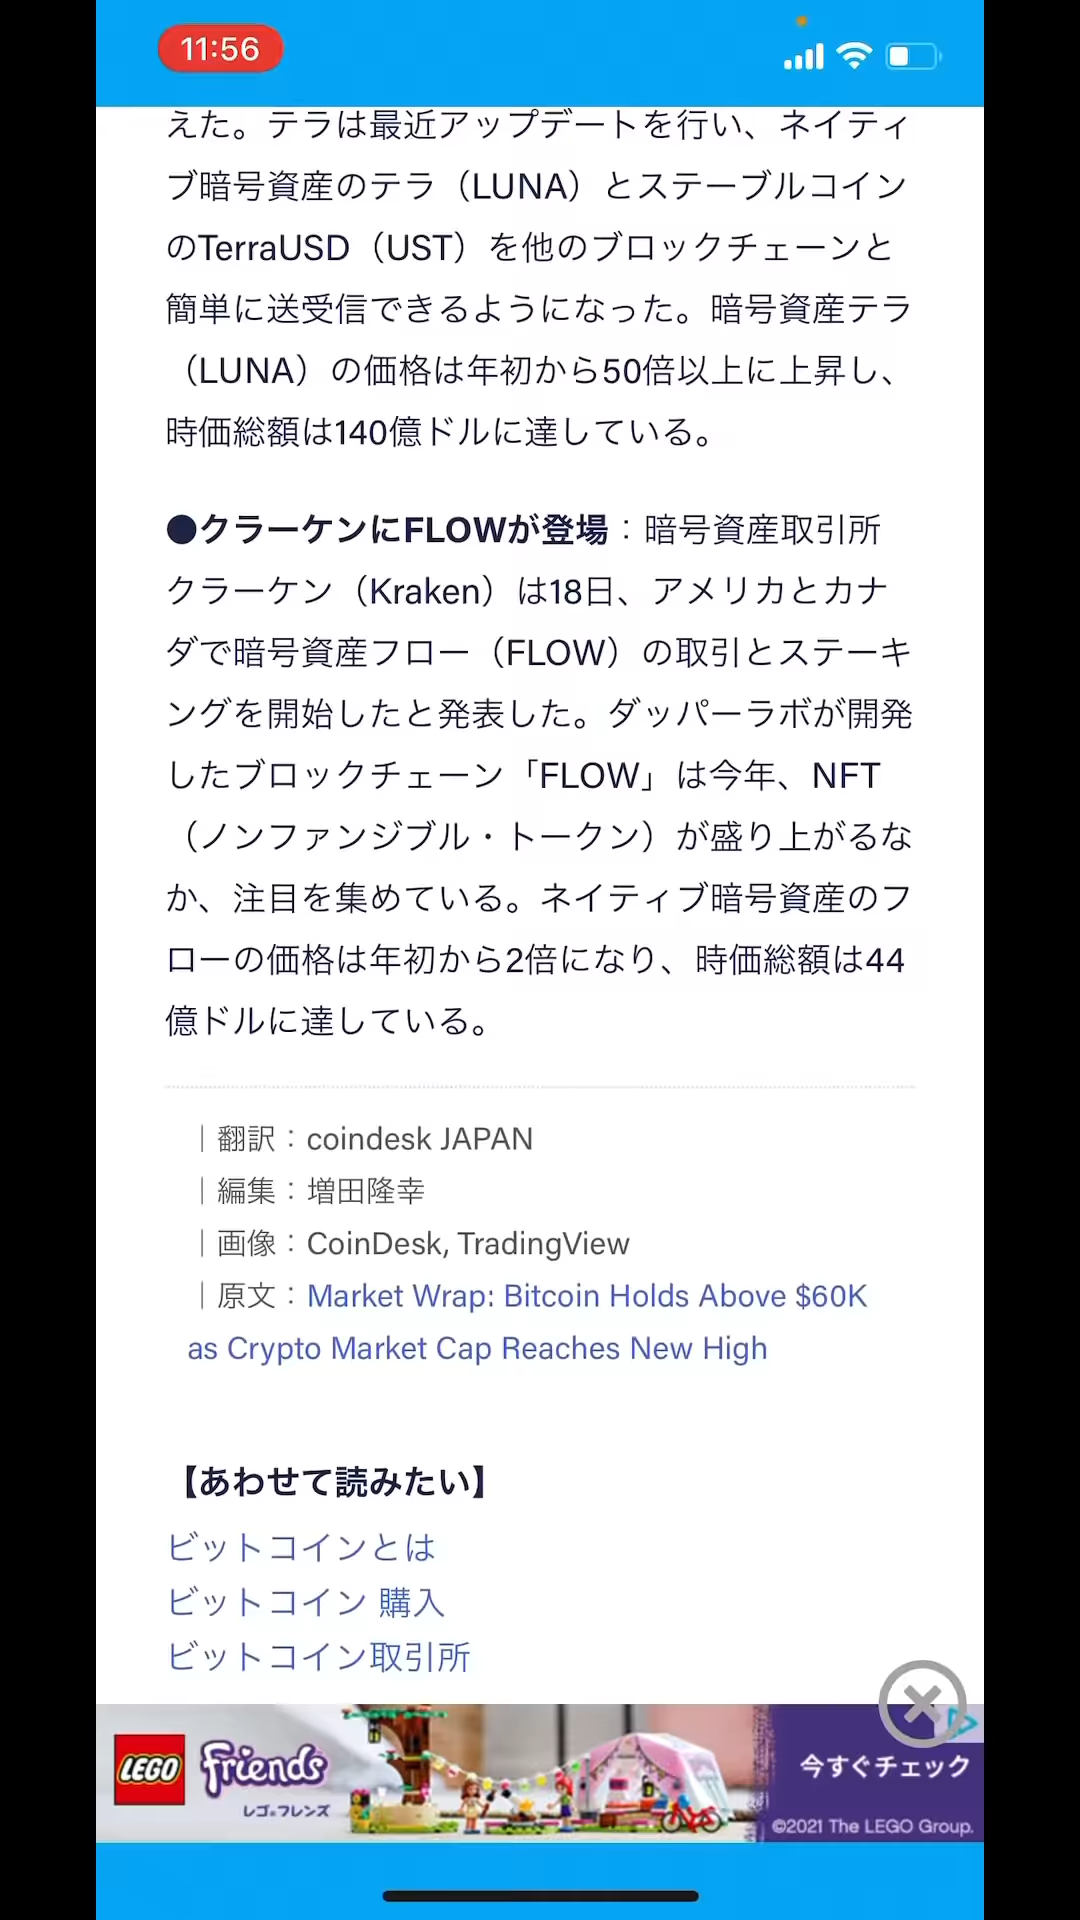 11:56
えた。テラは最近アップデートを行い、ネイティ
ブ暗号資産のテラ（LUNA）とステーブルコイン
のTerraUSD（UST）を他のブロックチェーンと
簡単に送受信できるようになった。暗号資産テラ
（LUNA）の価格は年初から50倍以上に上昇し、
時価総額は140億ドルに達している。
●クラーケンにFLOWが登場：暗号資産取引所
クラーケン（Kraken）は18日、アメリカとカナ
ダで暗号資産フロー（FLOW）の取引とステーキ
ングを開始したと発表した。ダッパーラボが開発
したブロックチェーン「FLOW」は今年、NFT
（ノンファンジブル・トークン）が盛り上がるな
か、注目を集めている。ネイティブ暗号資産のフ
ローの価格は年初から2倍になり、時価総額は44
億ドルに達している。
｜翻訳：coindesk JAPAN
｜編集：増田隆幸
｜画像：CoinDesk, TradingView
｜原文：Market Wrap: Bitcoin Holds Above $60K
as Crypto Market Cap Reaches New High
【あわせて読みたい】
ビットコインとは
ビットコイン 購入
ビットコイン取引所
LEGO Friends
レゴ®フレンズ
今すぐチェック
©2021 The LEGO Group.